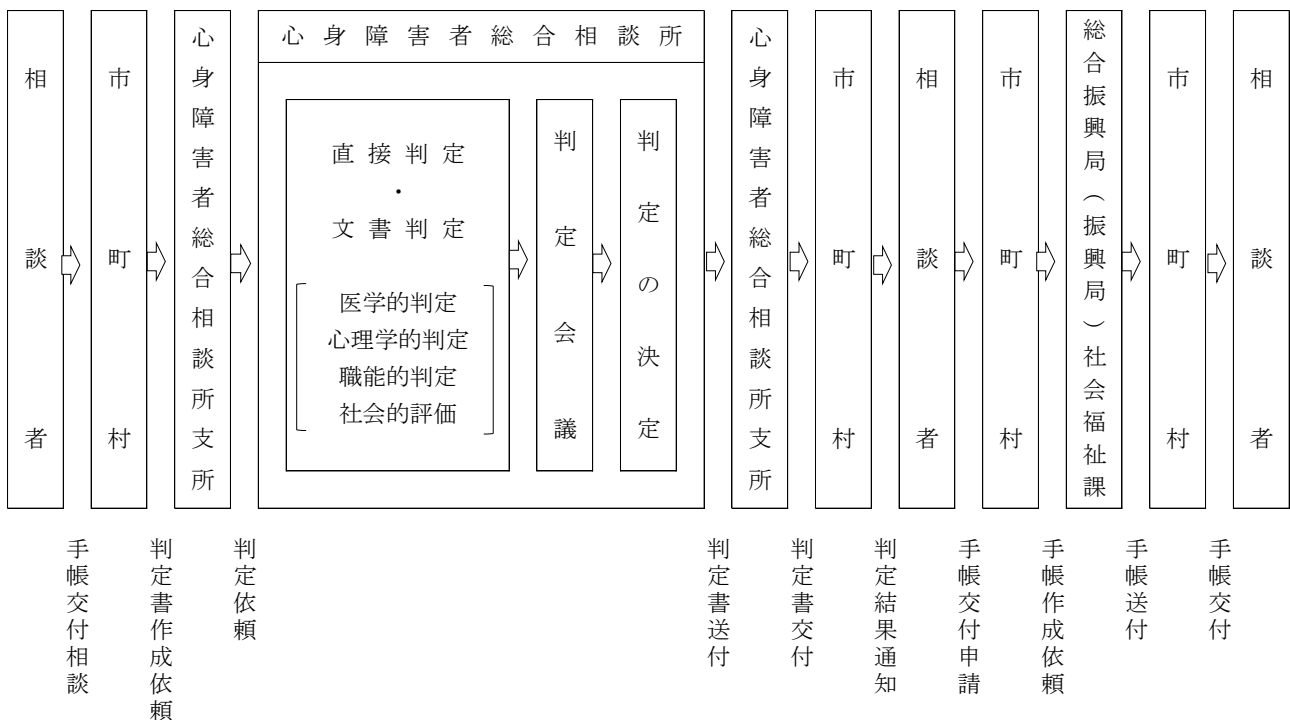 相談者
市町村
心身障害者総合相談所支所
心身障害者総合相談所
直接判定
・
文書判定
医学的判定
心理学的判定
職能的判定
社会的評価
判定会議
判定の決定
心身障害者総合相談所支所
市町村
相談者
市町村
総合振興局(振興局)社会福祉課
市町村
相談者
手帳交付相談
判定書作成依頼
判定依頼
判定書送付
判定書交付
判定結果通知
手帳交付申請
手帳作成依頼
手帳送付
手帳交付